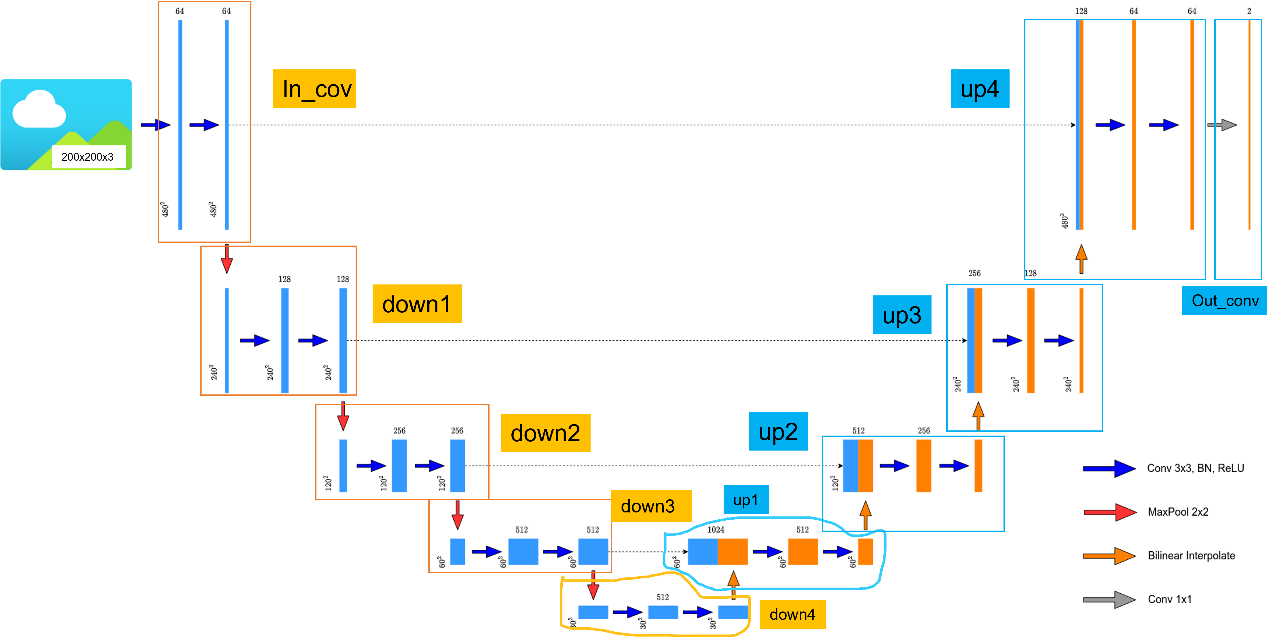 64
64
In_cov
200x200x3
480²
480²
128
64
64
2
up4
480²
Out_conv
128
128
down1
240²
240²
240²
256
128
up3
240²
240²
240²
256
256
down2
120²
120²
120²
512
256
up2
120²
512
512
down3
60²
60²
60²
1024
512
up1
60²
60²
60²
512
down4
30²
30²
30²
Conv 3x3, BN, ReLU
MaxPool 2x2
Bilinear Interpolate
Conv 1x1